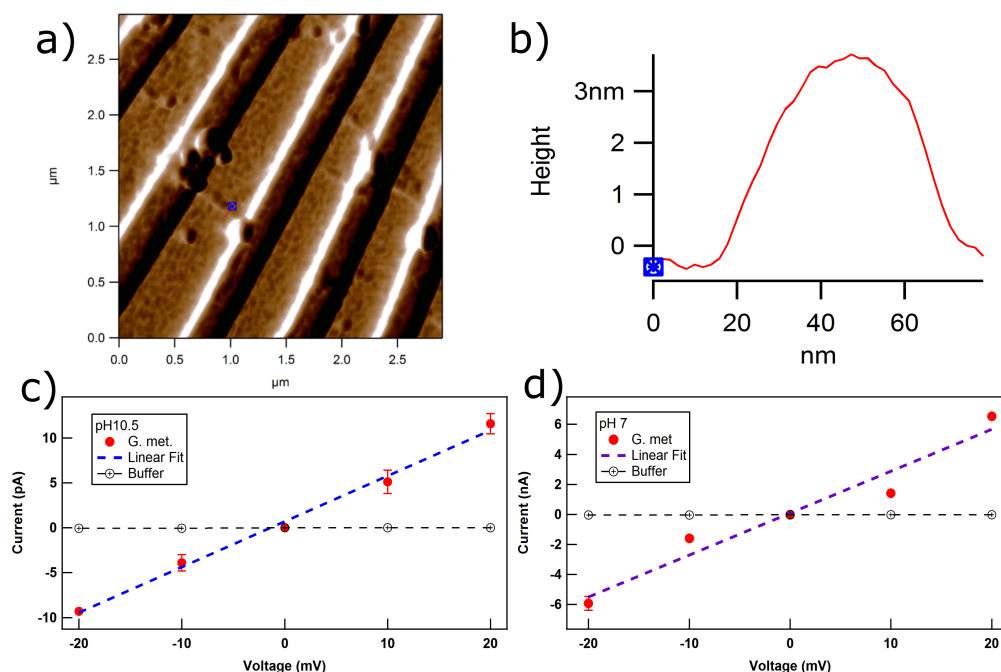 a)
μm
2.5
2.0
1.5
1.0
0.5
0.0
0.0
0.5
1.0
1.5
2.0
2.5
μm
b)
Height
3nm
2
1
0
0
20
40
60
nm
c)
Current (pA)
10
5
0
-5
-10
pH10.5
G. met.
Linear Fit
Buffer
-20
-10
0
10
20
Voltage (mV)
d)
Current (nA)
6
4
2
0
-2
-4
-6
pH 7
G. met
Linear Fit
Buffer
-20
-10
0
10
20
Voltage (mV)